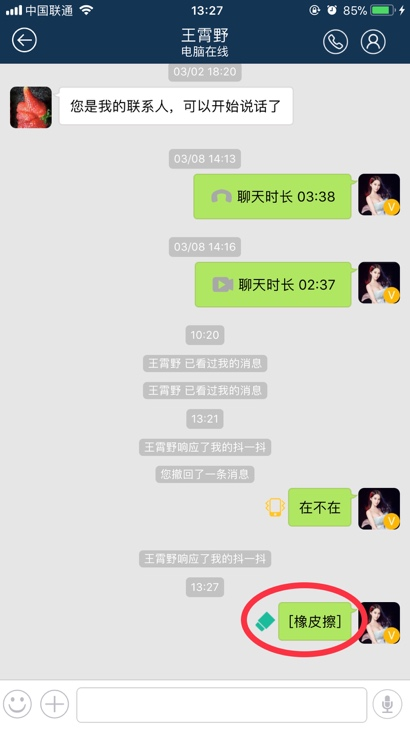 中国联通
13:27
85%
王霄野
电脑在线
03/02 18:20
您是我的联系人，可以开始说话了
03/08 14:13
聊天时长 03:38
V
03/08 14:16
聊天时长 02:37
V
10:20
王霄野 已看过我的消息
王霄野 已看过我的消息
13:21
王霄野响应了我的抖一抖
您撤回了一条消息
在不在
V
王霄野响应了我的抖一抖
13:27
[橡皮擦]
V